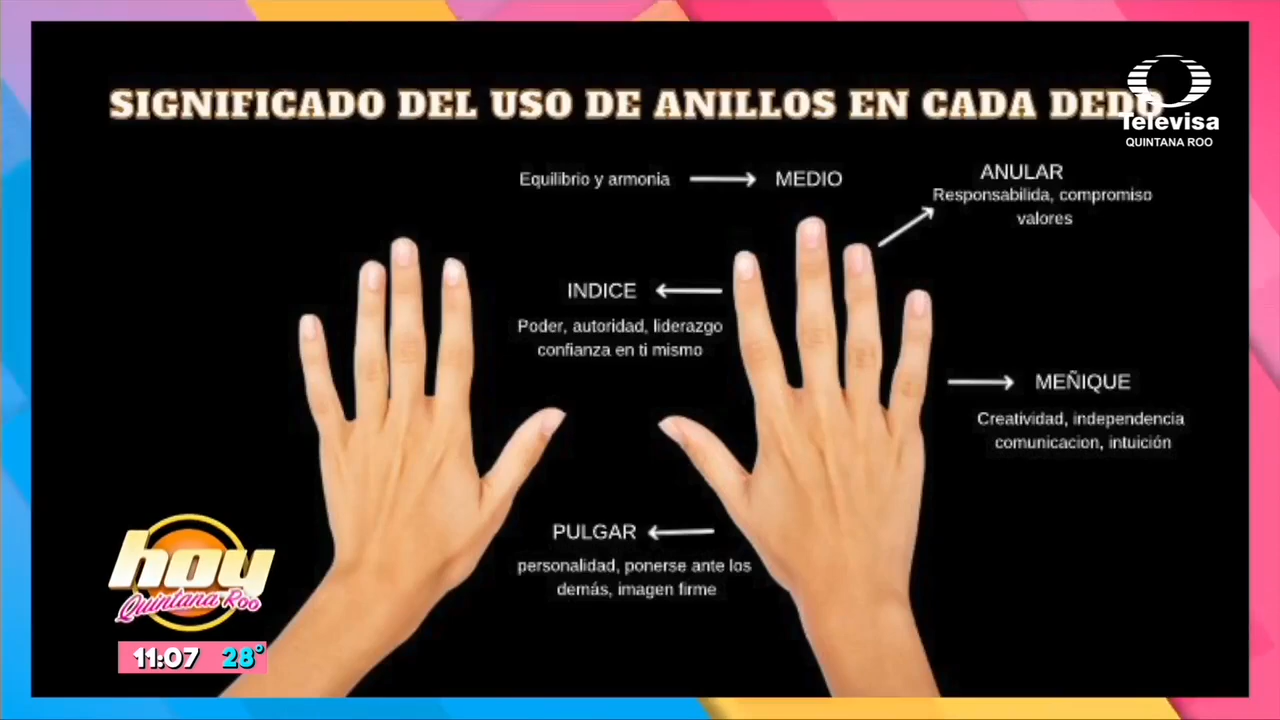 SIGNIFICADO DEL USO DE ANILLOS EN CADA DEDO
Televisa
QUINTANA ROO
Equilibrio y armonia
MEDIO
ANULAR
Responsabilida, compromiso
valores
INDICE
Poder, autoridad, liderazgo
confianza en ti mismo
MEÑIQUE
Creatividad, independencia
comunicacion, intuición
PULGAR
personalidad, ponerse ante los
demás, imagen firme
hoy
Quintana Roo
11:07 28°